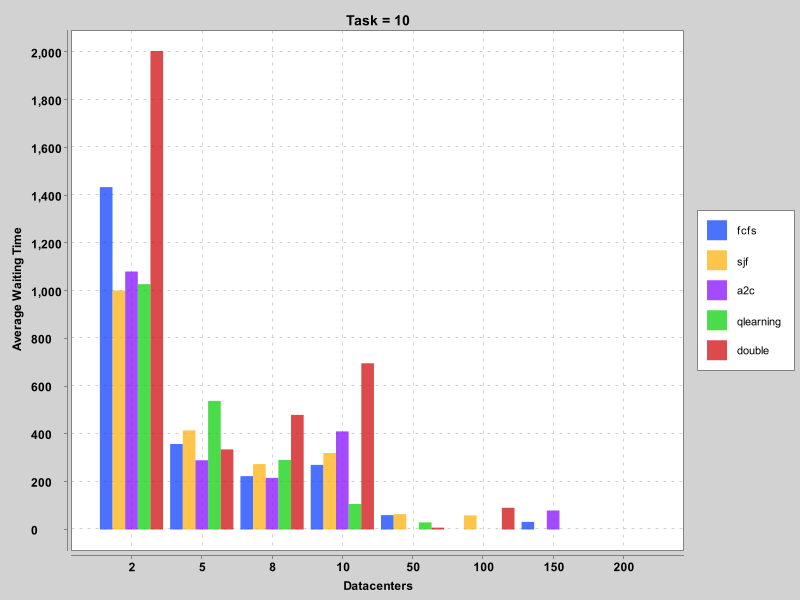 Task = 10
Average Waiting Time
2,000
1,800
1,600
1,400
1,200
1,000
800
600
400
200
0
2 5 8 10 50 100 150 200
Datacenters
fcfs
sjf
a2c
qlearning
double